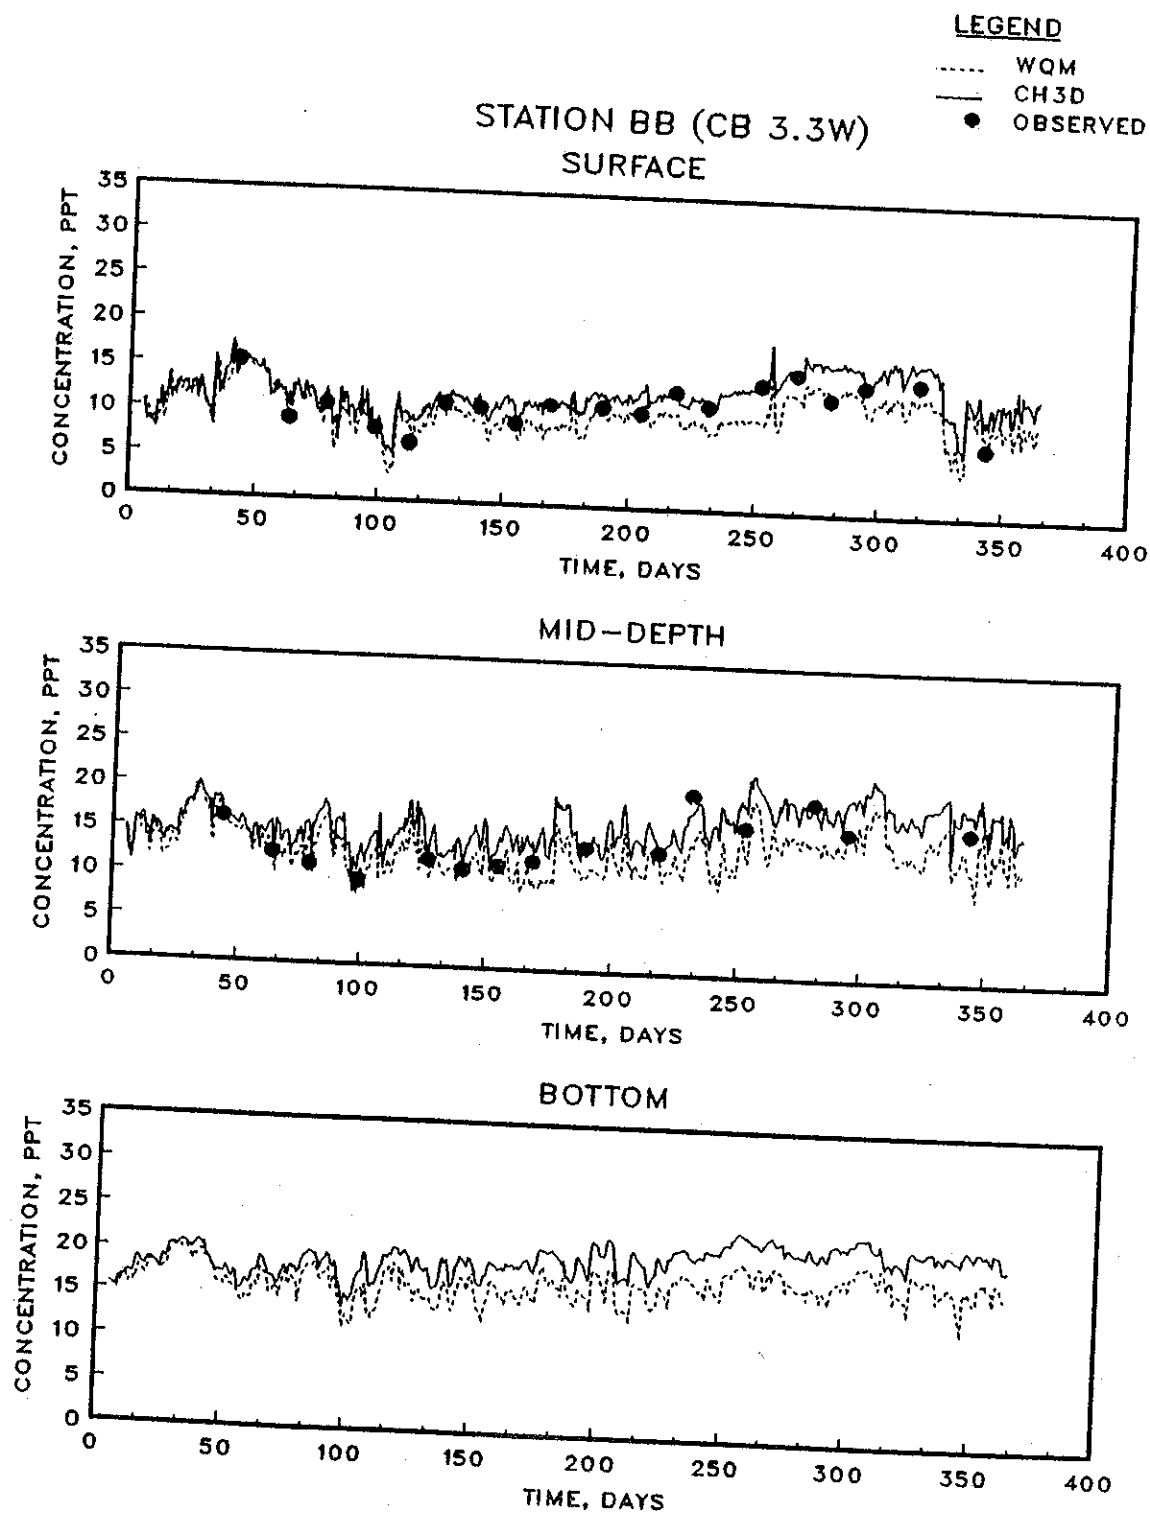 LEGEND
WQM
CH3D
OBSERVED
STATION BB (CB 3.3W)
SURFACE
CONCENTRATION, PPT
35
30
25
20
15
10
5
0
0 50 100 150 200 250 300 350 400
TIME, DAYS
MID-DEPTH
CONCENTRATION, PPT
35
30
25
20
15
10
5
0
0 50 100 150 200 250 300 350 400
TIME, DAYS
BOTTOM
CONCENTRATION, PPT
35
30
25
20
15
10
5
0
0 50 100 150 200 250 300 350 400
TIME, DAYS